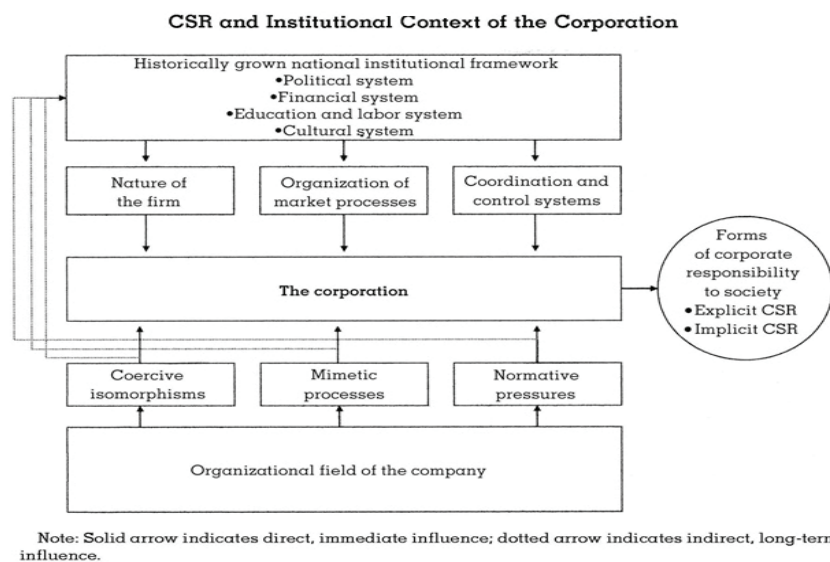 CSR and Institutional Context of the Corporation
Historically grown national institutional framework
•Political system
•Financial system
•Education and labor system
•Cultural system
Nature of
the firm
Organization of
market processes
Coordination and
control systems
The corporation
Forms
of corporate
responsibility
to society
•Explicit CSR
•Implicit CSR
Coercive
isomorphisms
Mimetic
processes
Normative
pressures
Organizational field of the company
Note: Solid arrow indicates direct, immediate influence; dotted arrow indicates indirect, long-term
influence.